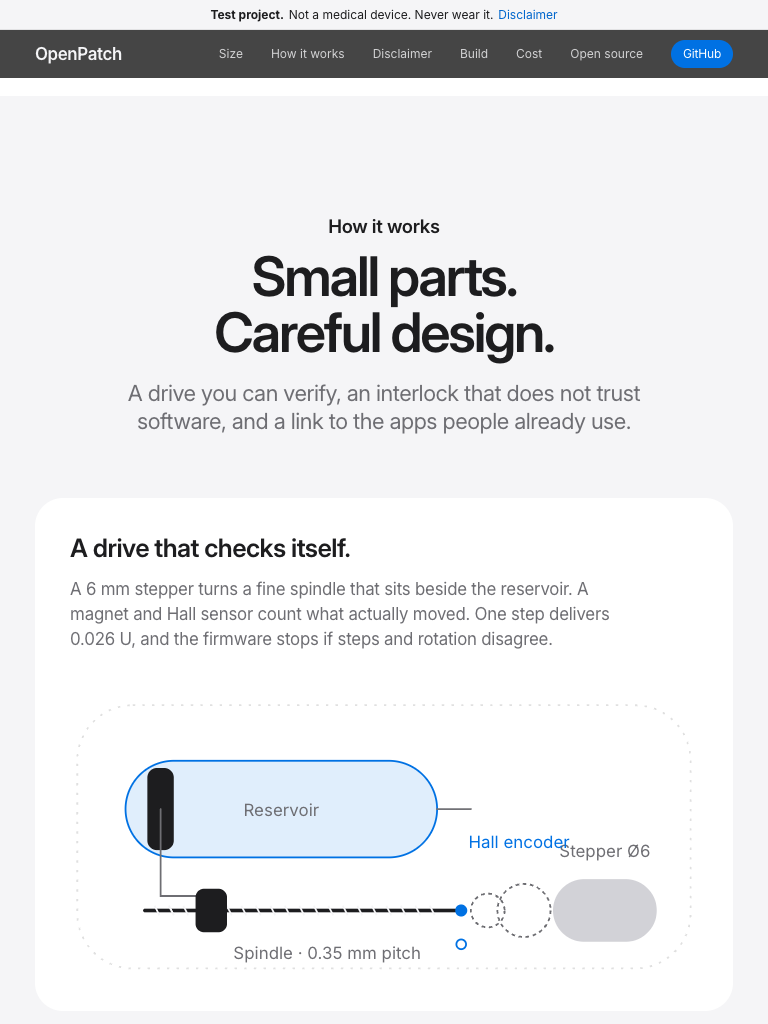 Test project. Not a medical device. Never wear it. Disclaimer
OpenPatch Size How it works Disclaimer Build Cost Open source GitHub
How it works
Small parts.
Careful design.
A drive you can verify, an interlock that does not trust
software, and a link to the apps people already use.
A drive that checks itself.
A 6 mm stepper turns a fine spindle that sits beside the reservoir. A
magnet and Hall sensor count what actually moved. One step delivers
0.026 U, and the firmware stops if steps and rotation disagree.
Reservoir
Hall encoder
Stepper Ø6
Spindle · 0.35 mm pitch